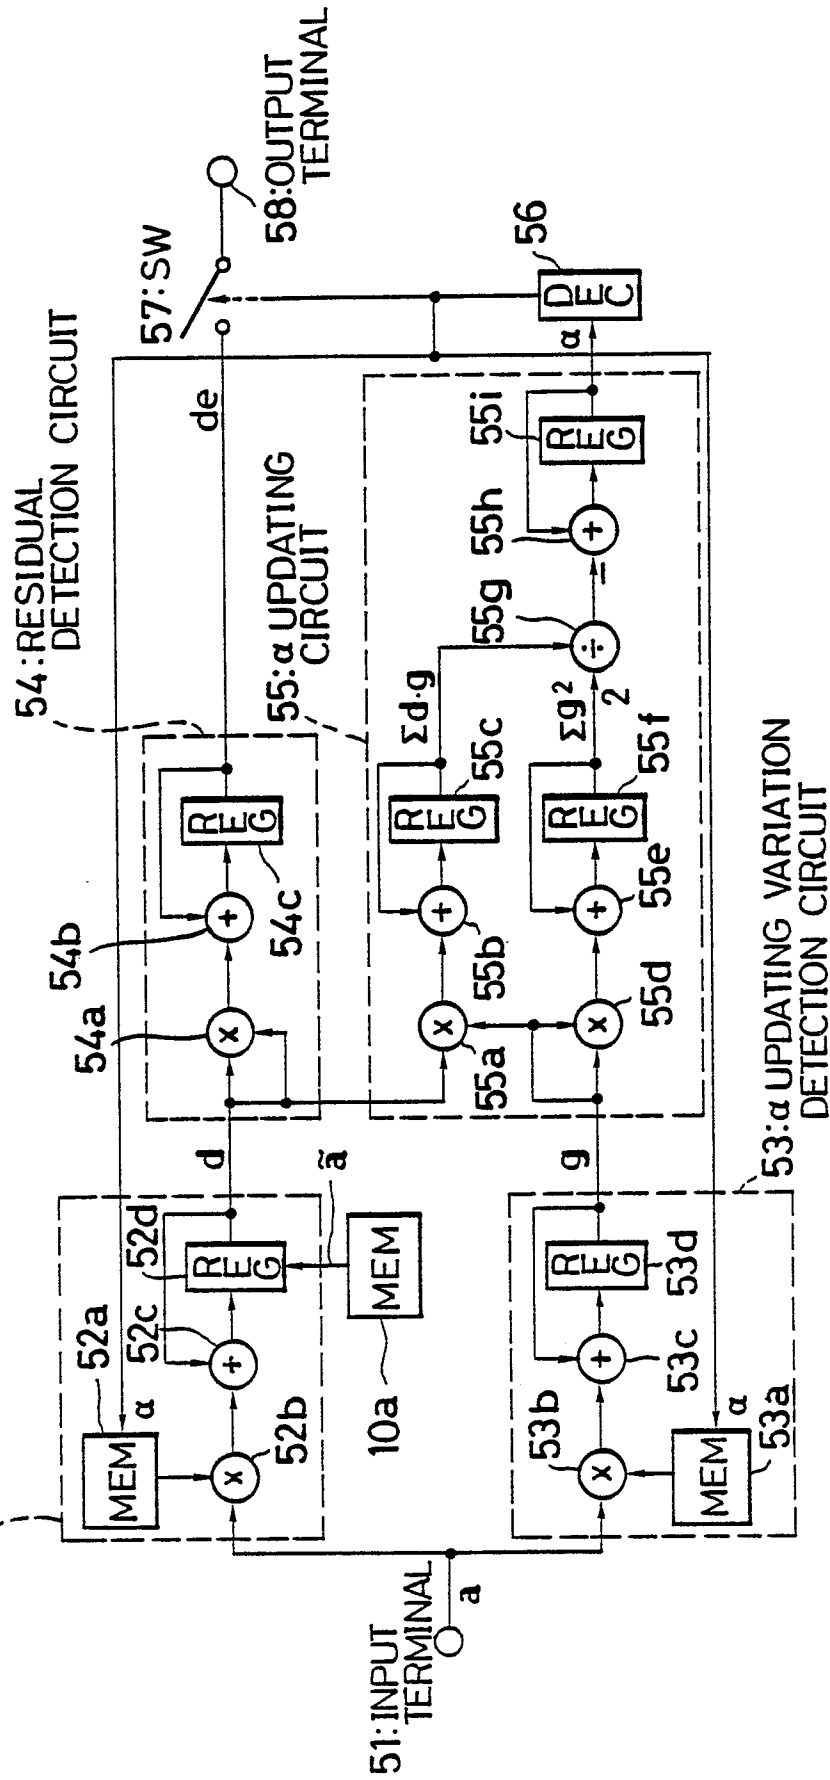 51:INPUT
TERMINAL
a
52a
MEM
α
52b
×
52c
+
52d
REG
10a
MEM
ã
d
53:α UPDATING VARIATION
DETECTION CIRCUIT
53a
MEM
α
53b
×
53c
+
53d
REG
g
54:RESIDUAL
DETECTION CIRCUIT
54a
×
54b
+
54c
REG
de
55:α UPDATING
CIRCUIT
55a
×
55b
+
55c
REG
Σd·g
55d
×
55e
+
55f
REG
Σg²
2
55g
÷
−
55h
+
55i
REG
α
56
DEC
57:SW
58:OUTPUT
TERMINAL